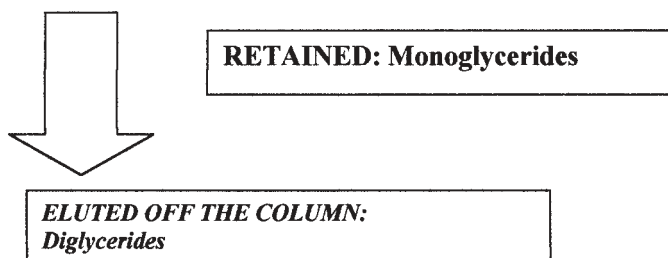 RETAINED: Monoglycerides
ELUTED OFF THE COLUMN:
Diglycerides